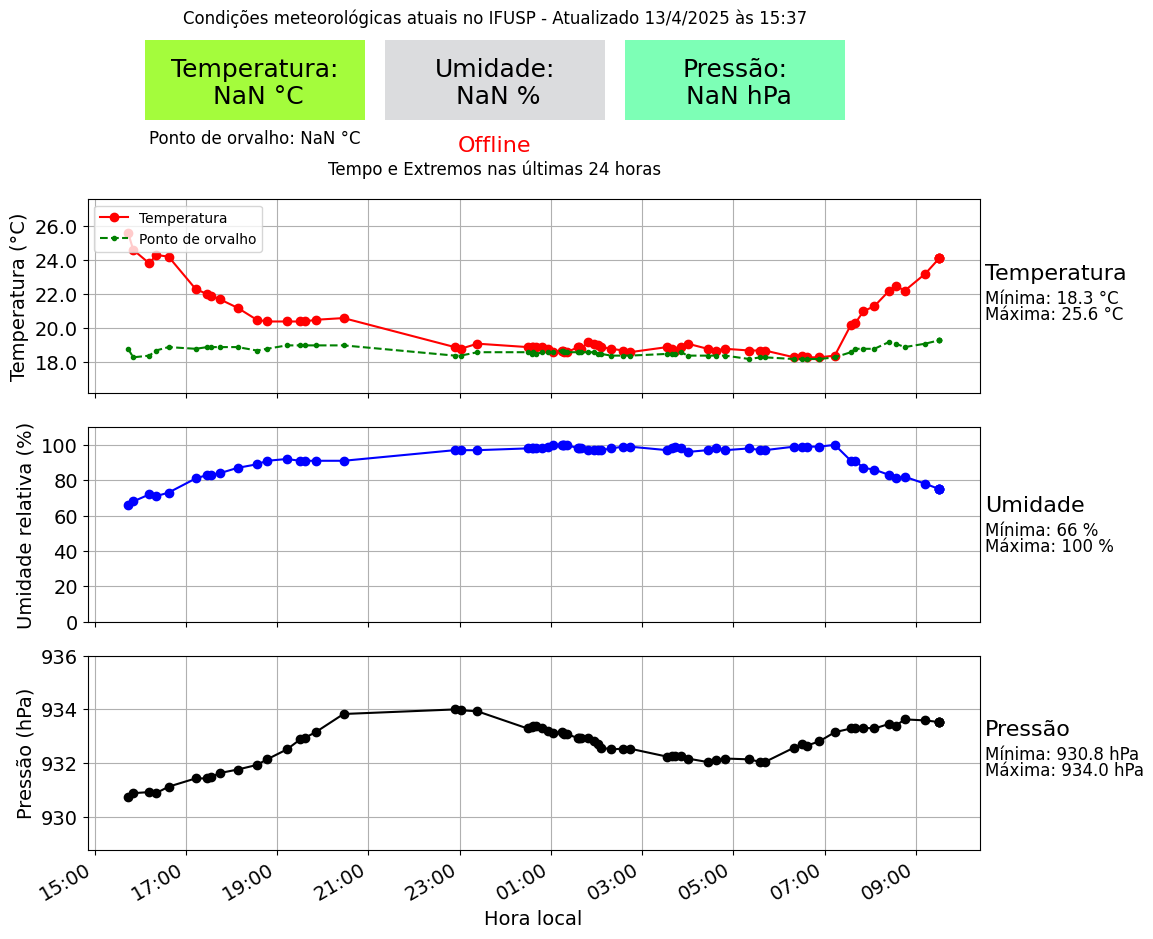 Condições meteorológicas atuais no IFUSP - Atualizado 13/4/2025 às 15:37
Temperatura:
NaN °C
Umidade:
NaN %
Pressão:
NaN hPa
Ponto de orvalho: NaN °C
Offline
Tempo e Extremos nas últimas 24 horas
Temperatura (°C)
26.0
24.0
22.0
20.0
18.0
Temperatura
Ponto de orvalho
Temperatura
Mínima: 18.3 °C
Máxima: 25.6 °C
Umidade relativa (%)
100
80
60
40
20
0
Umidade
Mínima: 66 %
Máxima: 100 %
Pressão (hPa)
936
934
932
930
Pressão
Mínima: 930.8 hPa
Máxima: 934.0 hPa
15:00
17:00
19:00
21:00
23:00
01:00
03:00
05:00
07:00
09:00
Hora local